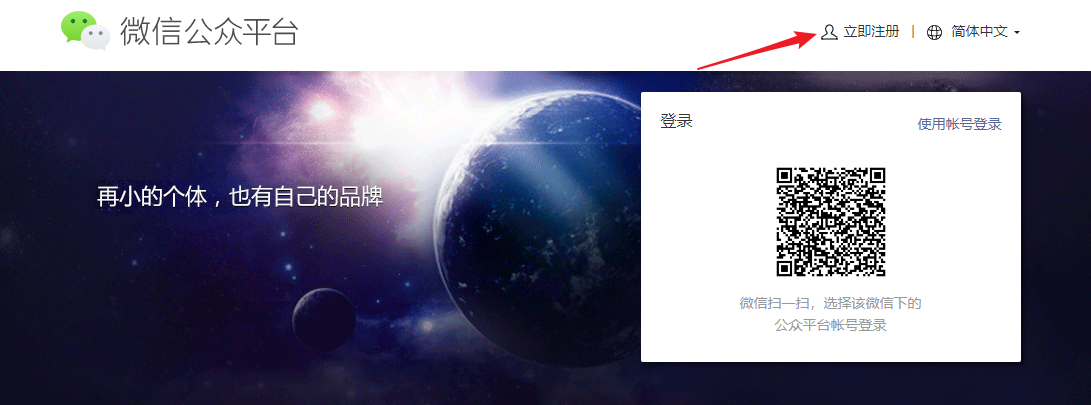 微信公众平台
立即注册 | 简体中文
登录
使用帐号登录
再小的个体，也有自己的品牌
微信扫一扫，选择该微信下的
公众平台帐号登录